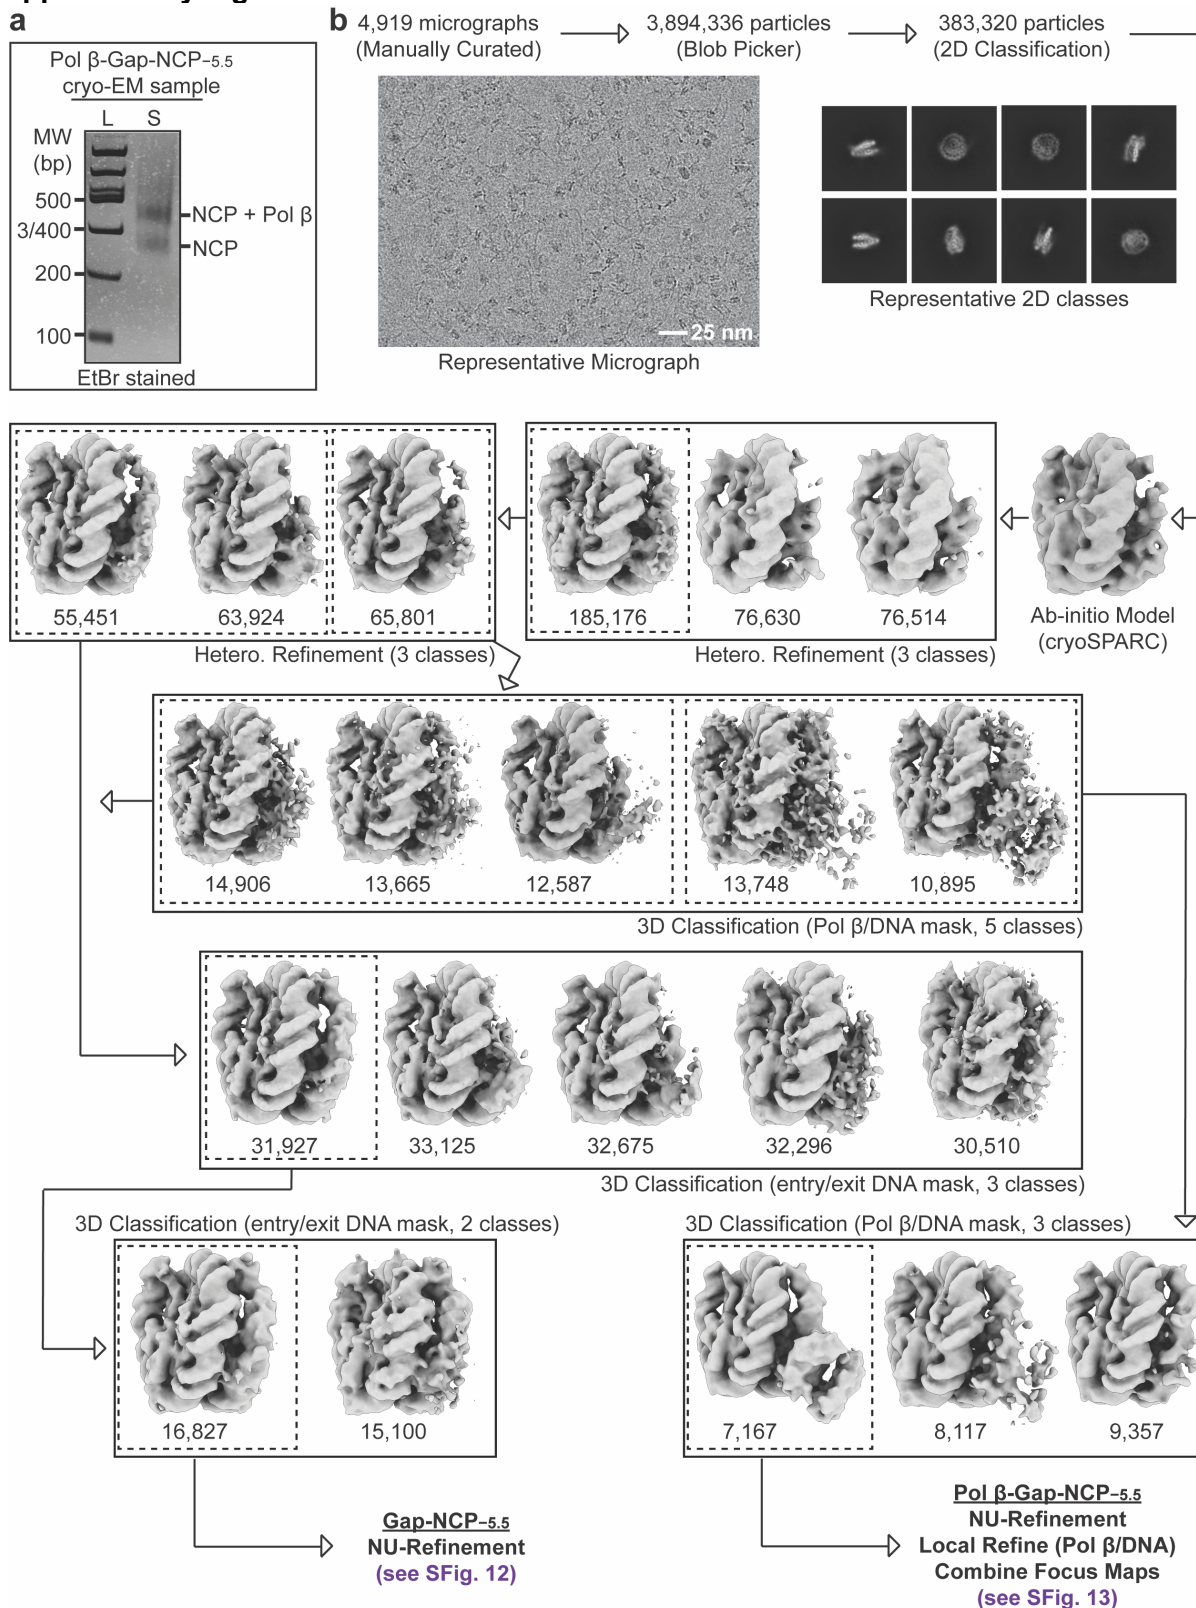 a
Pol β-Gap-NCP-5.5
cryo-EM sample
L S
MW
(bp)
500
3/400
200
100
NCP + Pol β
NCP
EtBr stained
b
4,919 micrographs
(Manually Curated)
3,894,336 particles
(Blob Picker)
383,320 particles
(2D Classification)
25 nm
Representative Micrograph
Representative 2D classes
55,451 63,924 65,801
Hetero. Refinement (3 classes)
185,176 76,630 76,514
Hetero. Refinement (3 classes)
Ab-initio Model
(cryoSPARC)
14,906 13,665 12,587 13,748 10,895
3D Classification (Pol β/DNA mask, 5 classes)
31,927 33,125 32,675 32,296 30,510
3D Classification (entry/exit DNA mask, 3 classes)
3D Classification (entry/exit DNA mask, 2 classes)
16,827 15,100
Gap-NCP-5.5
NU-Refinement
(see SFig. 12)
3D Classification (Pol β/DNA mask, 3 classes)
7,167 8,117 9,357
Pol β-Gap-NCP-5.5
NU-Refinement
Local Refine (Pol β/DNA)
Combine Focus Maps
(see SFig. 13)